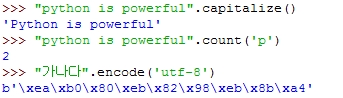 >>> "python is powerful".capitalize()
'Python is powerful'
>>> "python is powerful".count('p')
2
>>> "가나다".encode('utf-8')
b'\xea\xb0\x80\xeb\x82\x98\xeb\x8b\xa4'